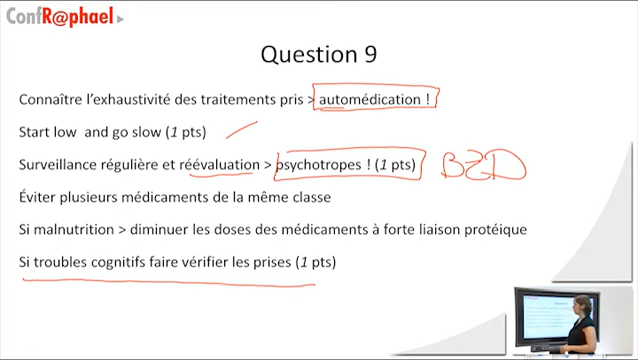 ConfR@phael
Question 9
Connaître l'exhaustivité des traitements pris > automédication !
Start low and go slow (1 pts)
Surveillance régulière et réévaluation > psychotropes ! (1 pts) BZD
Éviter plusieurs médicaments de la même classe
Si malnutrition > diminuer les doses des médicaments à forte liaison protéique
Si troubles cognitifs faire vérifier les prises (1 pts)